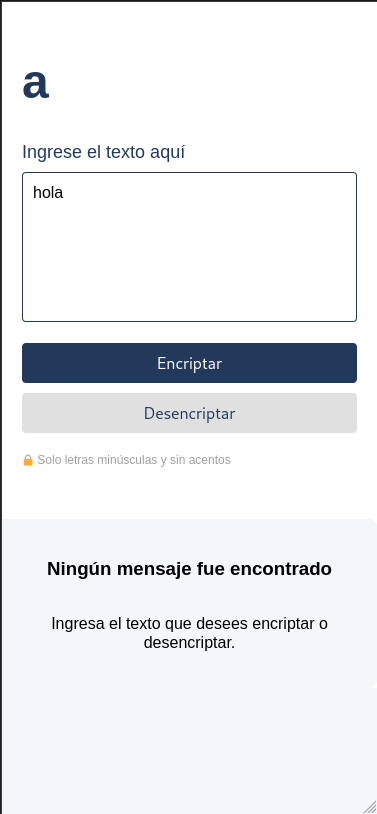 a
Ingrese el texto aquí
hola
Encriptar
Desencriptar
🔒 Solo letras minúsculas y sin acentos
Ningún mensaje fue encontrado
Ingresa el texto que desees encriptar o
desencriptar.